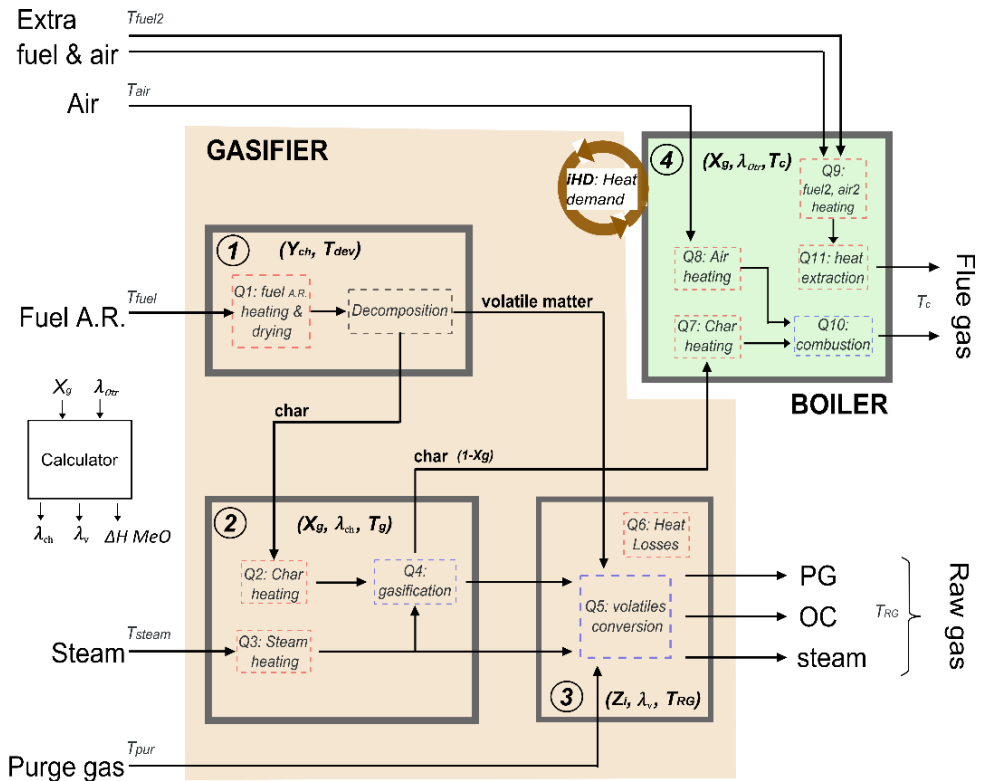 Extra
fuel & air
T_fuel2
Air
T_air
GASIFIER
iHD: Heat
demand
4
(X_g, λ_Otr, T_c)
Q9:
fuel2, air2
heating
Q8: Air
heating
Q11: heat
extraction
Q7: Char
heating
Q10:
combustion
BOILER
T_c
Flue gas
1
(Y_ch, T_dev)
Fuel A.R.
T_fuel
Q1: fuel A.R.
heating &
drying
Decomposition
volatile matter
char
char (1-Xg)
X_g
λ_Otr
Calculator
λ_ch
λ_v
ΔH MeO
2
(X_g, λ_ch, T_g)
Q2: Char
heating
Q4:
gasification
Steam
T_steam
Q3: Steam
heating
Q6: Heat
Losses
Q5: volatiles
conversion
3
(Z_i, λ_v, T_RG)
PG
OC
steam
T_RG
Raw gas
Purge gas
T_pur